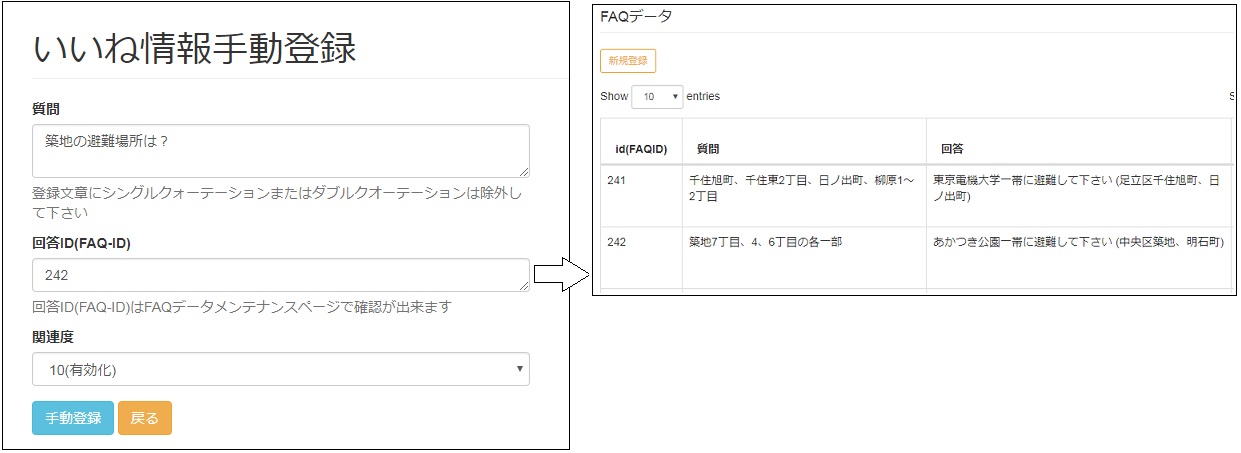 いいね情報手動登録
質問
築地の避難場所は？
登録文章にシングルクォーテーションまたはダブルクオーテーションは除外し
て下さい
回答ID(FAQ-ID)
242
回答ID(FAQ-ID)はFAQデータメンテナンスページで確認が出来ます
関連度
10(有効化)
手動登録 戻る
FAQデータ
新規登録
Show 10 entries
S
id(FAQID) 質問 回答
241 千住旭町、千住東2丁目、日ノ出町、柳原1～ 東京電機大学一帯に避難して下さい (足立区千住旭町、日
2丁目 ノ出町)
242 築地7丁目、4、6丁目の各一部 あかつき公園一帯に避難して下さい (中央区築地、明石町)